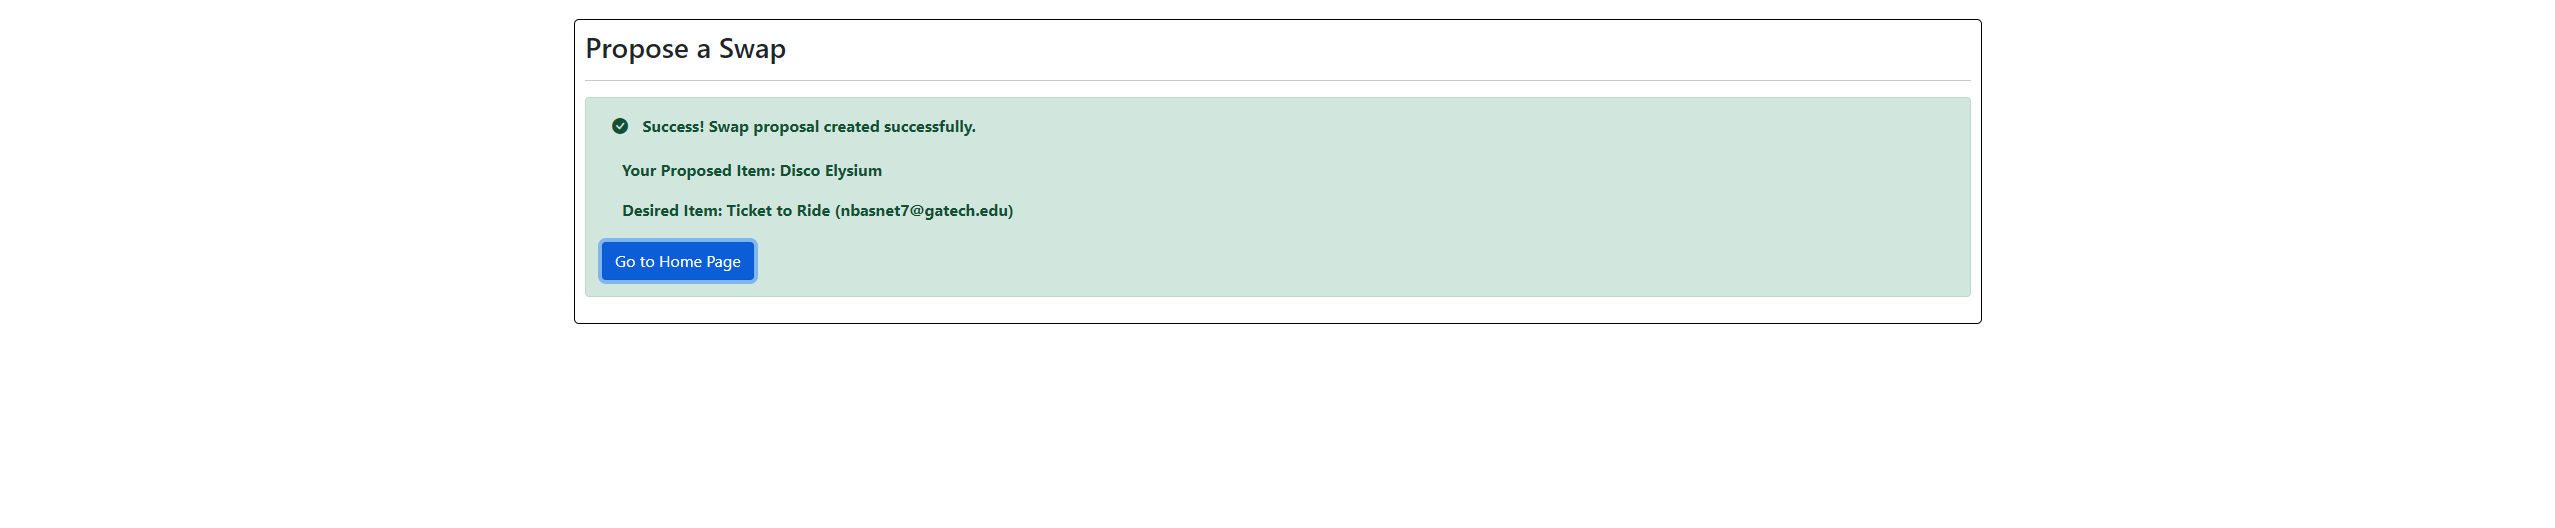 Propose a Swap
Success! Swap proposal created successfully.
Your Proposed Item: Disco Elysium
Desired Item: Ticket to Ride (nbasnet7@gatech.edu)
Go to Home Page